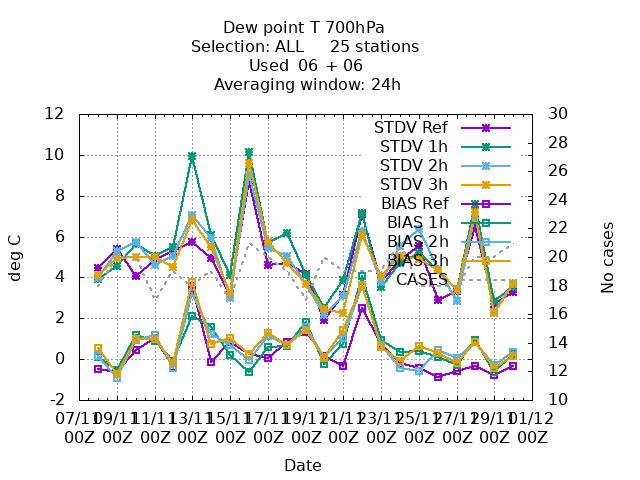 Dew point T 700hPa
Selection: ALL 25 stations
Used 06 + 06
Averaging window: 24h
12
10
8
6
4
2
0
-2
deg C
30
28
26
24
22
20
18
16
14
12
10
No cases
STDV Ref
STDV 1h
STDV 2h
STDV 3h
BIAS Ref
BIAS 1h
BIAS 2h
BIAS 3h
CASES
07/11 09/11 11/11 13/11 15/11 17/11 19/11 21/11 23/11 25/11 27/11 29/11 01/12
00Z 00Z 00Z 00Z 00Z 00Z 00Z 00Z 00Z 00Z 00Z 00Z 00Z
Date